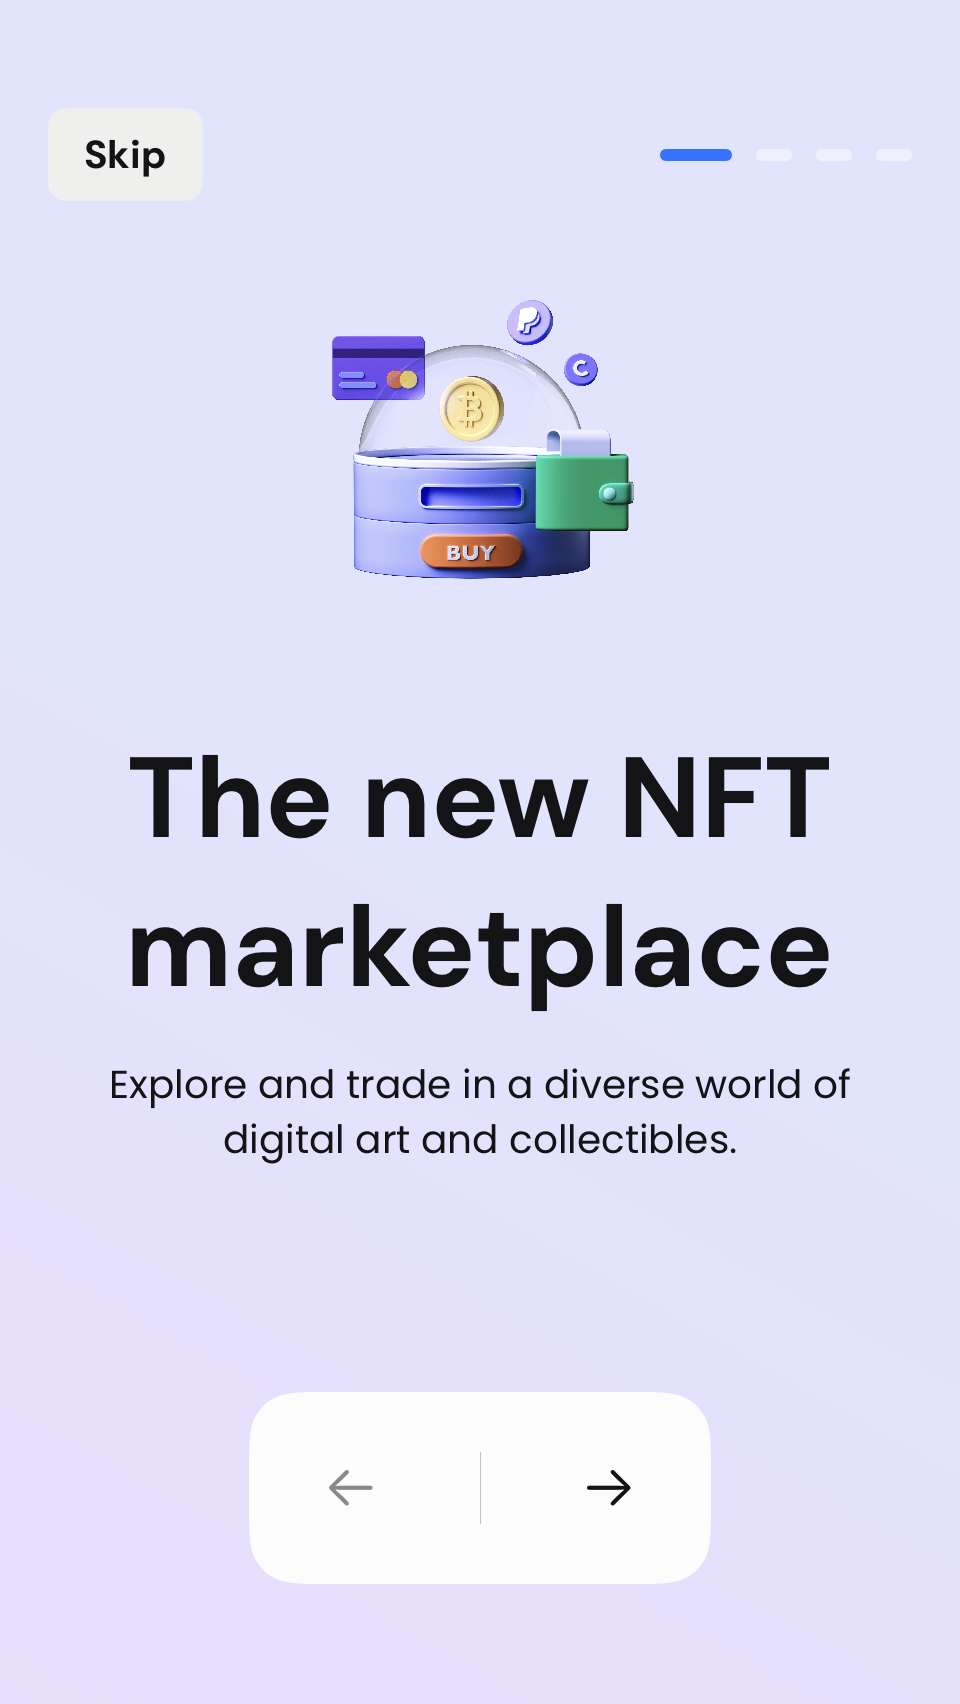 Skip
BUY
The new NFT
marketplace
Explore and trade in a diverse world of
digital art and collectibles.